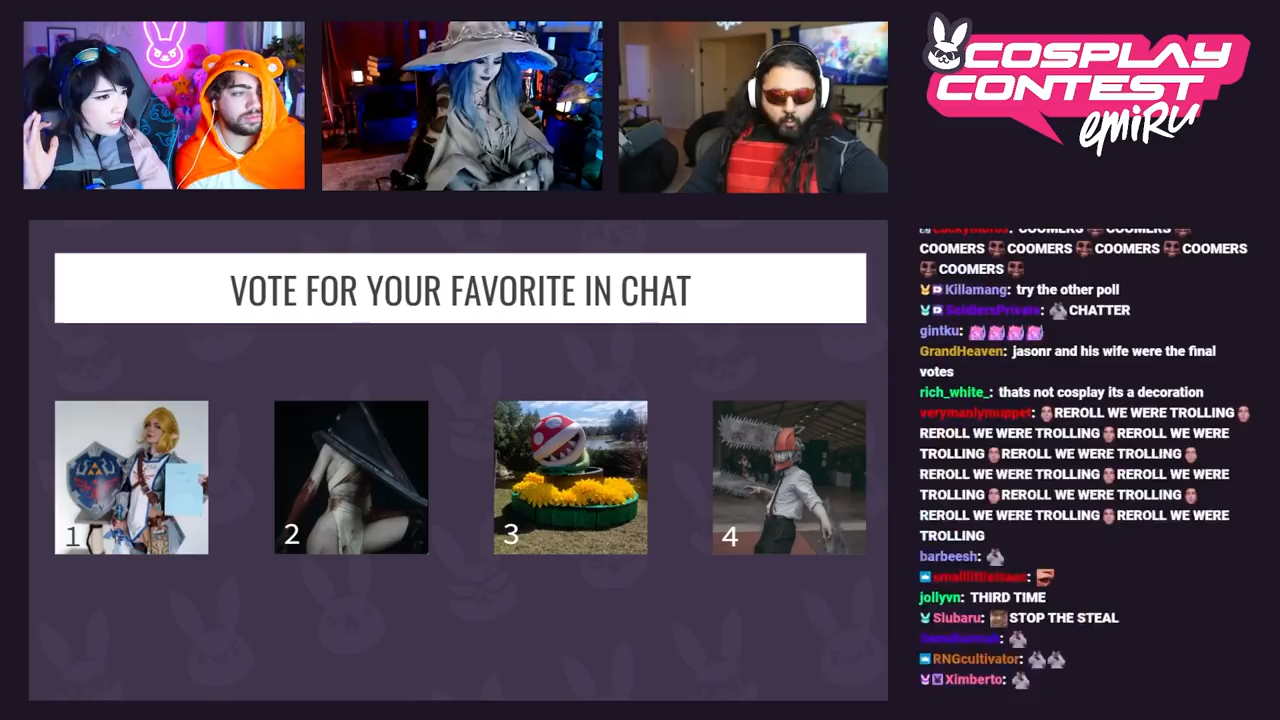 COSPLAY
CONTEST
emiru
VOTE FOR YOUR FAVORITE IN CHAT
1
2
3
4
COOMERS COOMERS
COOMERS COOMERS COOMERS COOMERS
COOMERS
Killamang: try the other poll
SoldiersPrivate: CHATTER
gintku:
GrandHeaven: jasonr and his wife were the final
votes
rich_white_: thats not cosplay its a decoration
verymanlymuppet: REROLL WE WERE TROLLING
REROLL WE WERE TROLLING REROLL WE WERE
TROLLING REROLL WE WERE TROLLING
REROLL WE WERE TROLLING REROLL WE WERE
TROLLING REROLL WE WERE TROLLING
REROLL WE WERE TROLLING REROLL WE WERE
TROLLING
barbeesh:
jollyvn: THIRD TIME
Slubaru: STOP THE STEAL
RNGcultivator:
Ximberto: